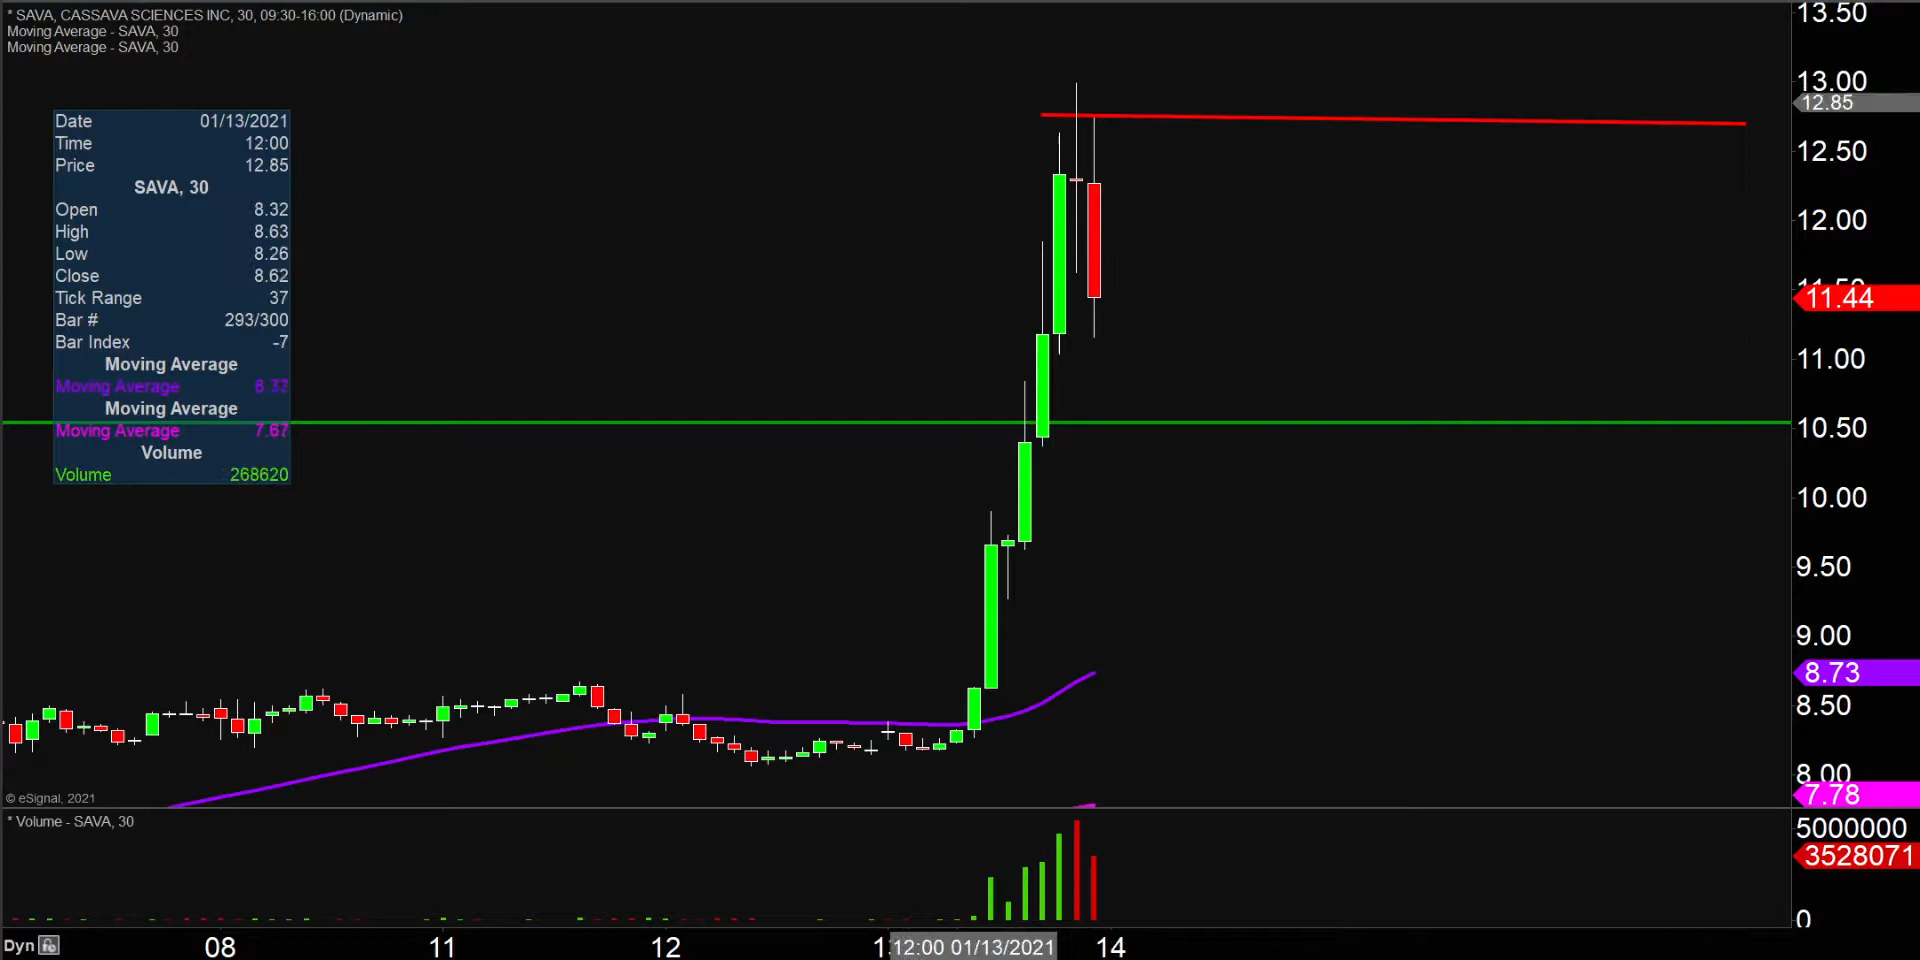 * SAVA, CASSAVA SCIENCES INC, 30, 09:30-16:00 (Dynamic)
Moving Average - SAVA, 30
Moving Average - SAVA, 30
Date 01/13/2021
Time 12:00
Price 12.85
SAVA, 30
Open 8.32
High 8.63
Low 8.26
Close 8.62
Tick Range 37
Bar # 293/300
Bar Index -7
Moving Average
Moving Average
Moving Average
Moving Average 7.67
Volume
Volume 268620
13.50
13.00
12.85
12.50
12.00
11.44
11.00
10.50
10.00
9.50
9.00
8.73
8.50
8.00
7.78
© eSignal, 2021
* Volume - SAVA, 30
5000000
3528071
0
Dyn 08 11 12 12:00 01/13/2021 14